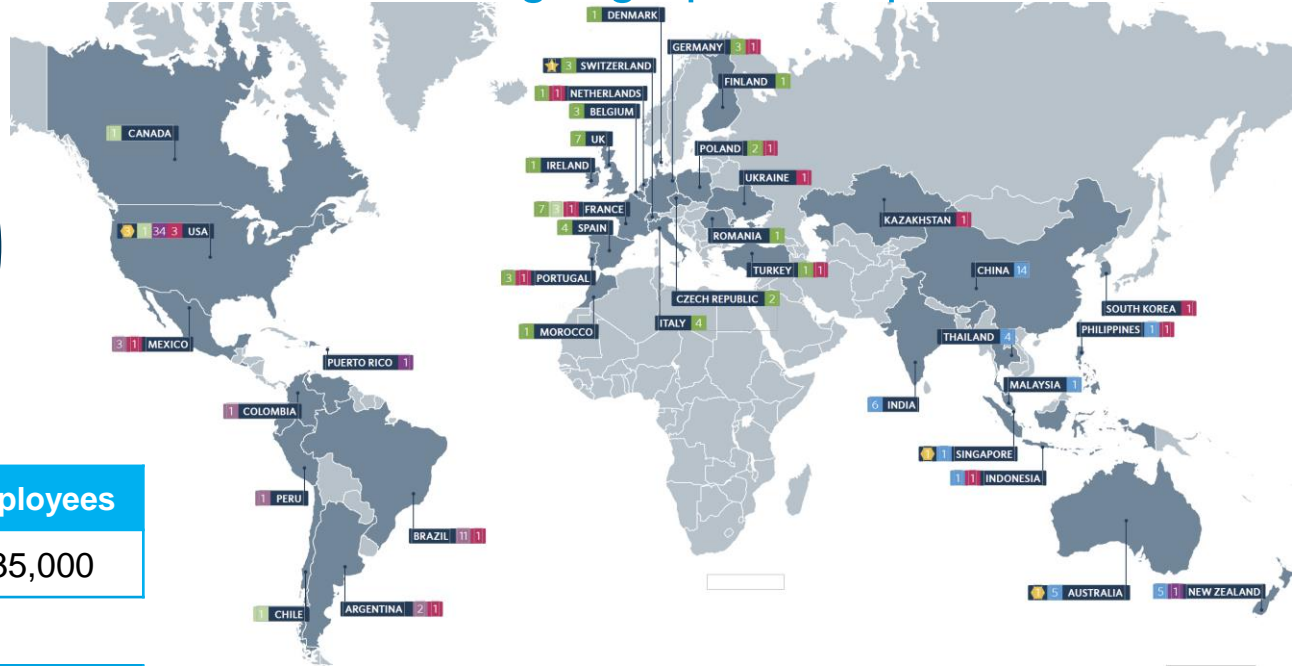 1 DENMARK
GERMANY 3 1
1 3 SWITZERLAND
FINLAND 1
1 1 NETHERLANDS
3 BELGIUM
1 CANADA
7 UK
POLAND 2 1
1 IRELAND
UKRAINE 1
7 3 1 FRANCE
KAZAKHSTAN 1
3 1 34 3 USA
4 SPAIN
ROMANIA 1
TURKEY 1 1
CHINA 14
3 1 PORTUGAL
CZECH REPUBLIC 2
SOUTH KOREA 1
1 MOROCCO
ITALY 4
PHILIPPINES 1 1
3 1 MEXICO
THAILAND 4
PUERTO RICO 1
MALAYSIA 1
1 COLOMBIA
6 INDIA
1 1 SINGAPORE
ployees
1 1 INDONESIA
1 PERU
BRAZIL 11 1
35,000
1 5 AUSTRALIA
5 1 NEW ZEALAND
1 CHILE
ARGENTINA 2 1